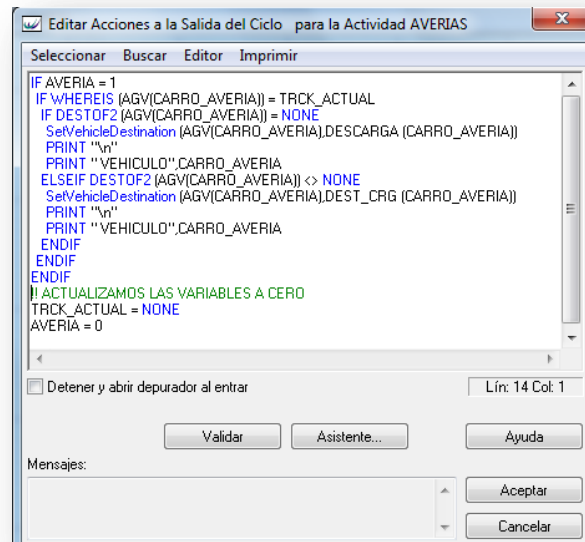 Editar Acciones a la Salida del Ciclo para la Actividad AVERIAS
Seleccionar Buscar Editor Imprimir
IF AVERIA = 1
IF WHEREIS (AGV(CARRO_AVERIA)) = TRCK_ACTUAL
IF DESTOF2 (AGV(CARRO_AVERIA)) = NONE
SetVehicleDestination (AGV(CARRO_AVERIA),DESCARGA (CARRO_AVERIA))
PRINT "\n"
PRINT "VEHICULO",CARRO_AVERIA
ELSEIF DESTOF2 (AGV(CARRO_AVERIA)) <> NONE
SetVehicleDestination (AGV(CARRO_AVERIA),DEST_CRG (CARRO_AVERIA))
PRINT "\n"
PRINT "VEHICULO",CARRO_AVERIA
ENDIF
ENDIF
ENDIF
!! ACTUALIZAMOS LAS VARIABLES A CERO
TRCK_ACTUAL = NONE
AVERIA = 0
Detener y abrir depurador al entrar
Lín: 14 Col: 1
Validar
Asistente...
Ayuda
Mensajes:
Aceptar
Cancelar